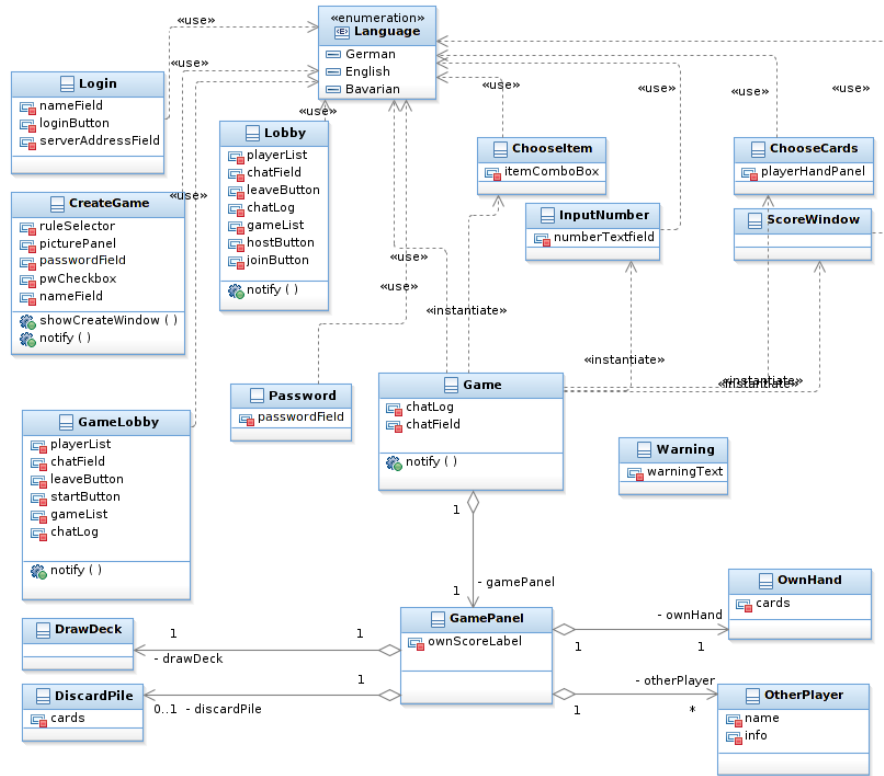 «enumeration»
Language
German
English
Bavarian
«use»
«use»
«use»
«use»
«use»
«use»
«use»
«use»
«use»
«use»
Login
nameField
loginButton
serverAddressField
Lobby
playerList
chatField
leaveButton
chatLog
gameList
hostButton
joinButton
notify ( )
ChooseItem
itemComboBox
ChooseCards
playerHandPanel
CreateGame
ruleSelector
picturePanel
passwordField
pwCheckbox
nameField
showCreateWindow ( )
notify ( )
InputNumber
numberTextfield
ScoreWindow
«instantiate»
«instantiate»
«instantiate»
«instantiate»
Password
passwordField
Game
chatLog
chatField
notify ( )
GameLobby
playerList
chatField
leaveButton
startButton
gameList
chatLog
notify ( )
Warning
warningText
1
1
- gamePanel
GamePanel
ownScoreLabel
OwnHand
cards
- ownHand
1
1
DrawDeck
1
1
- drawDeck
DiscardPile
cards
1
0..1 - discardPile
- otherPlayer
1
*
OtherPlayer
name
info